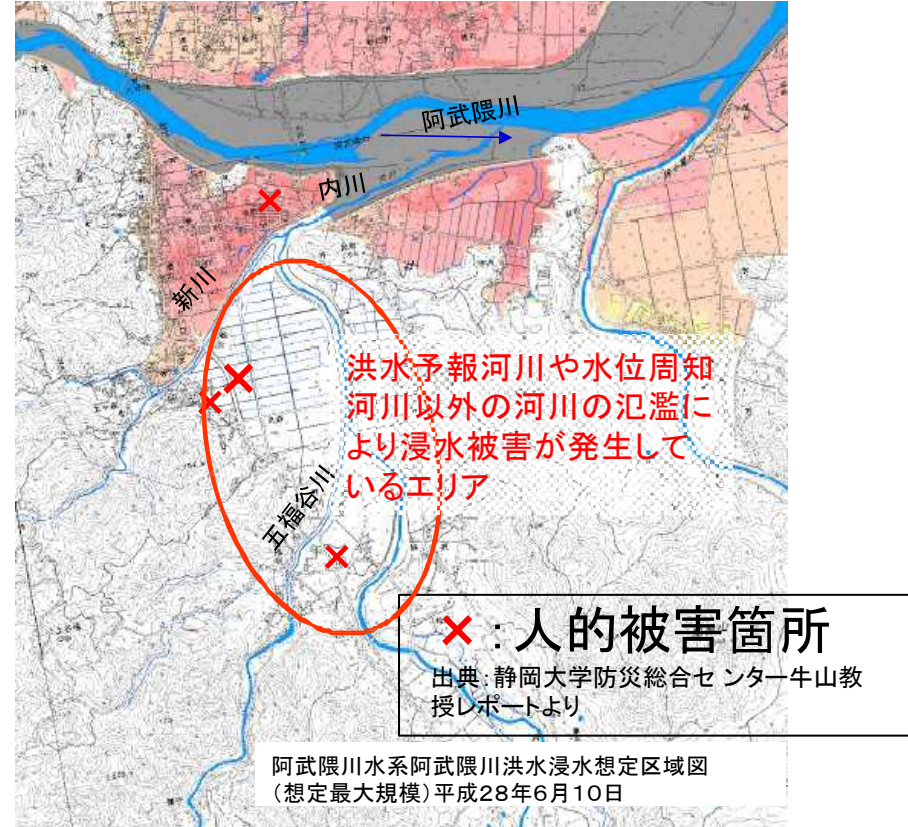 阿武隈川
内川
新川
洪水予報河川や水位周知
河川以外の河川の氾濫に
より浸水被害が発生して
いるエリア
五福谷川
×:人的被害箇所
出典:静岡大学防災総合センター牛山教
授レポートより
阿武隈川水系阿武隈川洪水浸水想定区域図
(想定最大規模)平成28年6月10日